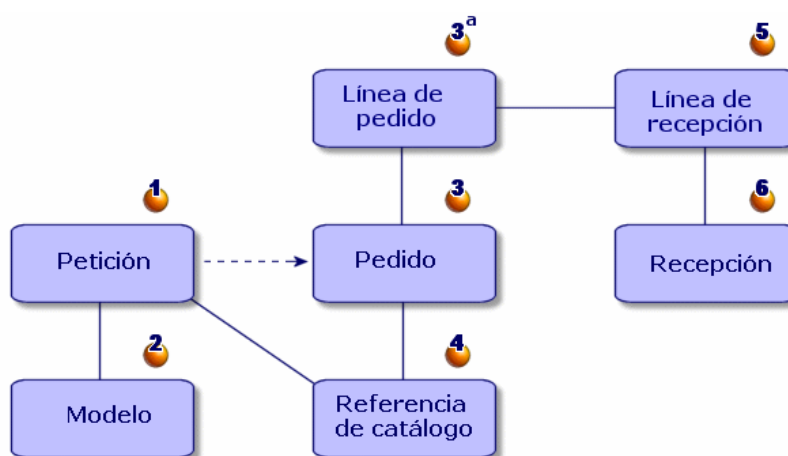 3a
5
Línea de
pedido
Línea de
recepción
1
3
6
Petición
Pedido
Recepción
2
4
Modelo
Referencia
de catálogo